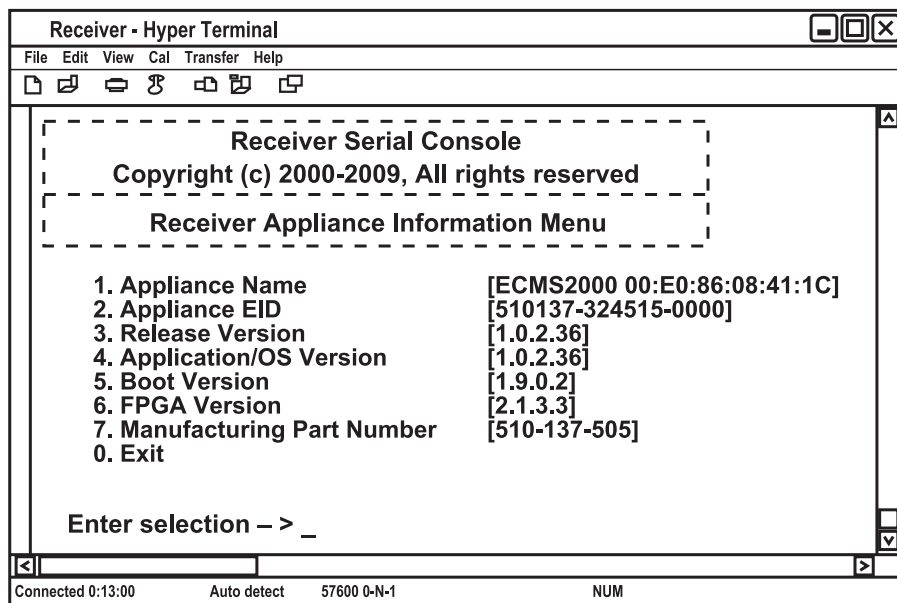 Receiver - Hyper Terminal
File Edit View Cal Transfer Help
Receiver Serial Console
Copyright (c) 2000-2009, All rights reserved
Receiver Appliance Information Menu
1. Appliance Name [ECMS2000 00:E0:86:08:41:1C]
2. Appliance EID [510137-324515-0000]
3. Release Version [1.0.2.36]
4. Application/OS Version [1.0.2.36]
5. Boot Version [1.9.0.2]
6. FPGA Version [2.1.3.3]
7. Manufacturing Part Number [510-137-505]
0. Exit
Enter selection – > _
Connected 0:13:00 Auto detect 57600 0-N-1 NUM